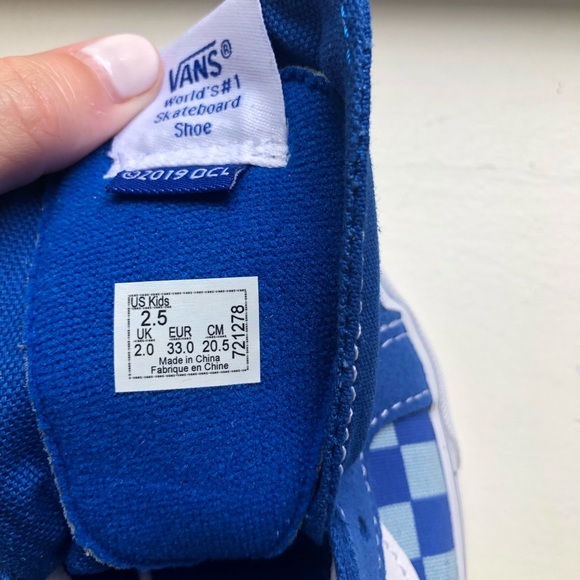 VANS®
World's #1
Skateboard
Shoe
©2019 DCL
US Kids
2.5
UK EUR CM
2.0 33.0 20.5
Made in China
Fabrique en Chine
721278